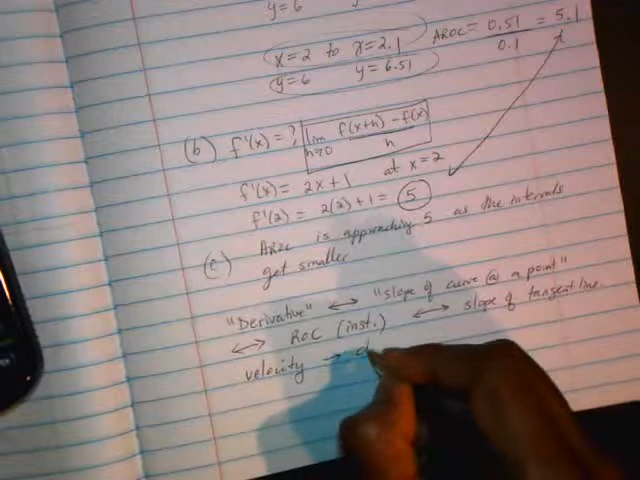 y=6
x=2 to x=2.1 AROC = 0.51 / 0.1 = 5.1
y=6 y=6.51
(b) f'(x) = ? lim h→0 f(x+h) - f(x) / h
f'(x) = 2x+1 at x=2
f'(2) = 2(2)+1 = 5
(c) AROC is approaching 5 as the intervals
get smaller
"Derivative" ↔ "slope of curve @ a point"
↔ ROC (inst.) ↔ slope of tangent line.
velocity →